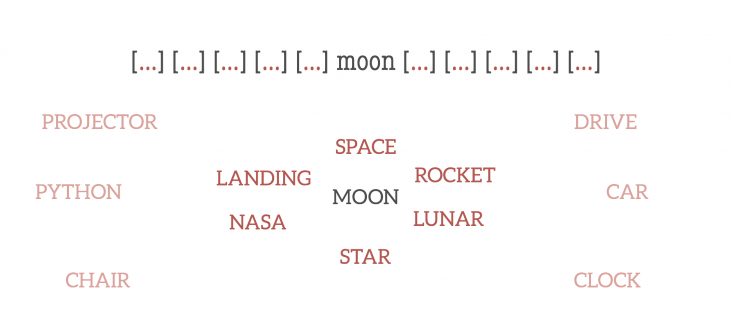 [...] [...] [...] [...] [...] moon [...] [...] [...] [...] [...]
PROJECTOR
DRIVE
SPACE
LANDING
ROCKET
PYTHON
MOON
CAR
NASA
LUNAR
STAR
CHAIR
CLOCK